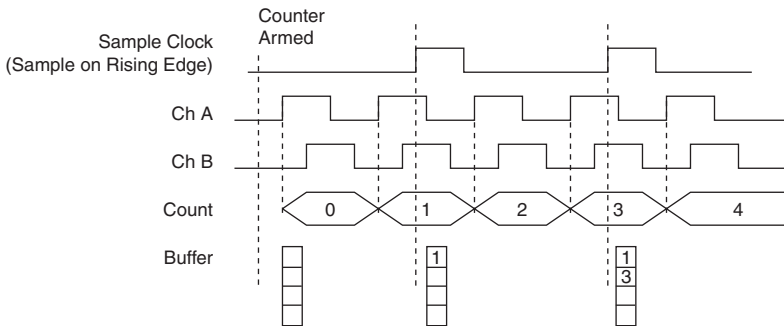 Counter
Armed
Sample Clock
(Sample on Rising Edge)
Ch A
Ch B
Count 0 1 2 3 4
Buffer 1 1
3